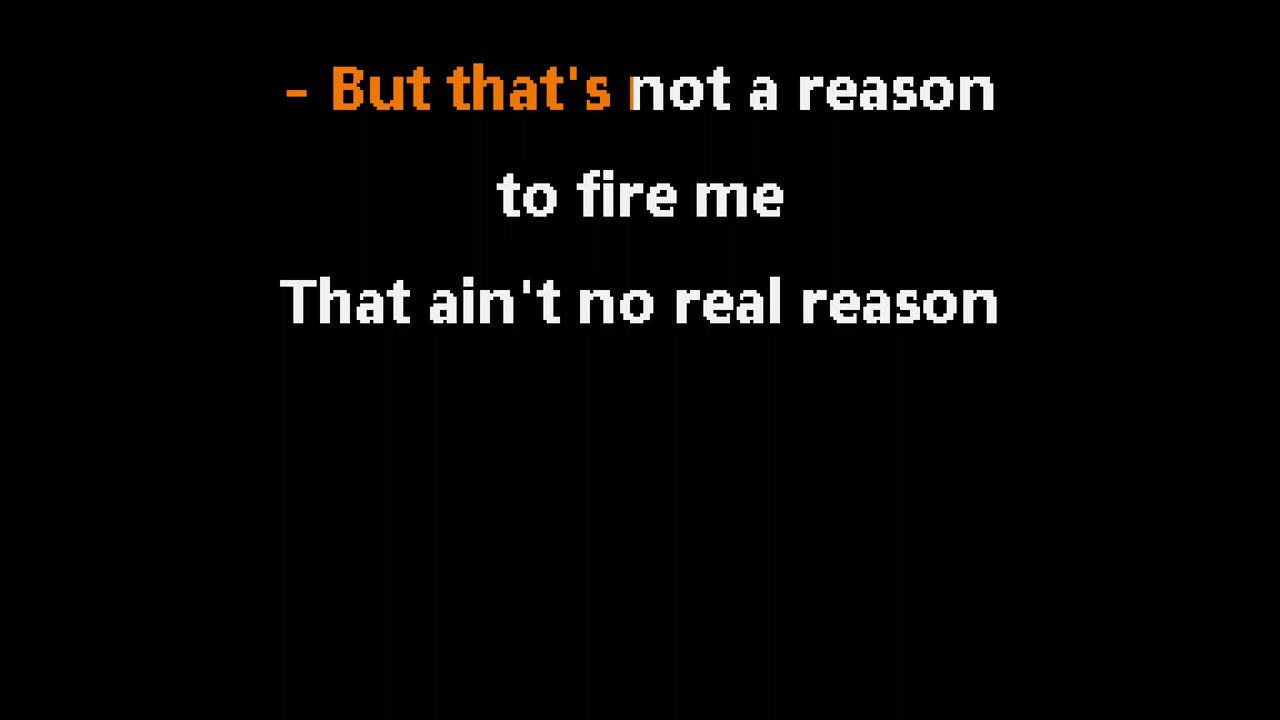 - But that's not a reason
to fire me
That ain't no real reason